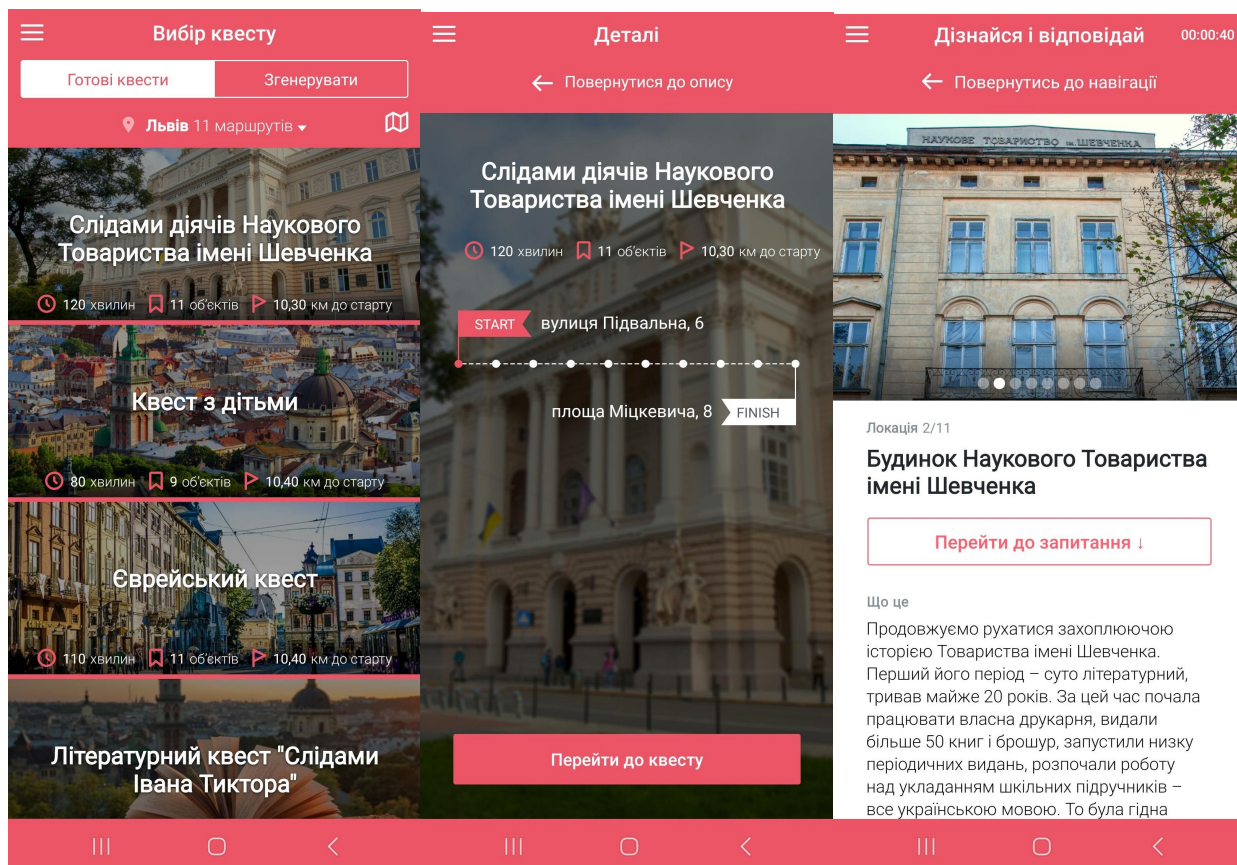 Вибір квесту
Готові квести
Згенерувати
Львів 11 маршрутів
Слідами діячів Наукового
Товариства імені Шевченка
120 хвилин 11 об'єктів 10,30 км до старту
Квест з дітьми
80 хвилин 9 об'єктів 10,40 км до старту
Єврейський квест
110 хвилин 11 об'єктів 10,40 км до старту
Літературний квест "Слідами
Івана Тиктора"
Деталі
Повернутися до опису
Слідами діячів Наукового
Товариства імені Шевченка
120 хвилин 11 об'єктів 10,30 км до старту
START вулиця Підвальна, 6
площа Міцкевича, 8 FINISH
Перейти до квесту
Дізнайся і відповідай 00:00:40
Повернутись до навігації
НАУКОВЕ ТОВАРИСТВО ім. ШЕВЧЕНКА
Локація 2/11
Будинок Наукового Товариства
імені Шевченка
Перейти до запитання ↓
Що це
Продовжуємо рухатися захоплюючою
історією Товариства імені Шевченка.
Перший його період – суто літературний,
тривав майже 20 років. За цей час почала
працювати власна друкарня, видали
більше 50 книг і брошур, запустили низку
періодичних видань, розпочали роботу
над укладанням шкільних підручників –
все українською мовою. То була гідна